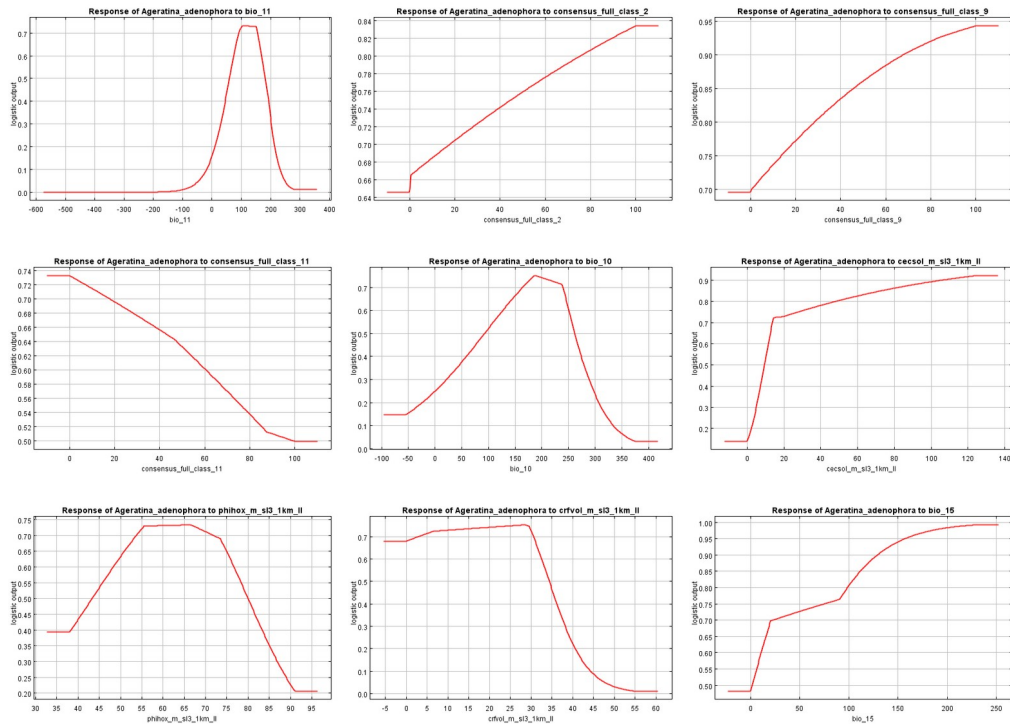 Response of Ageratina_adenophora to bio_11
logistic output
0.7
0.6
0.5
0.4
0.3
0.2
0.1
0.0
-600 -500 -400 -300 -200 -100 0 100 200 300 400
bio_11
Response of Ageratina_adenophora to consensus_full_class_2
logistic output
0.84
0.82
0.80
0.78
0.76
0.74
0.72
0.70
0.68
0.66
0.64
0 20 40 60 80 100
consensus_full_class_2
Response of Ageratina_adenophora to consensus_full_class_9
logistic output
0.95
0.90
0.85
0.80
0.75
0.70
0 20 40 60 80 100
consensus_full_class_9
Response of Ageratina_adenophora to consensus_full_class_11
logistic output
0.74
0.72
0.70
0.68
0.66
0.64
0.62
0.60
0.58
0.56
0.54
0.52
0.50
0 20 40 60 80 100
consensus_full_class_11
Response of Ageratina_adenophora to bio_10
logistic output
0.7
0.6
0.5
0.4
0.3
0.2
0.1
0.0
-100 -50 0 50 100 150 200 250 300 350 400
bio_10
Response of Ageratina_adenophora to cecsol_m_sl3_1km_ll
logistic output
0.9
0.8
0.7
0.6
0.5
0.4
0.3
0.2
0 20 40 60 80 100 120 140
cecsol_m_sl3_1km_ll
Response of Ageratina_adenophora to phihox_m_sl3_1km_ll
logistic output
0.75
0.70
0.65
0.60
0.55
0.50
0.45
0.40
0.35
0.30
0.25
0.20
30 35 40 45 50 55 60 65 70 75 80 85 90 95
phihox_m_sl3_1km_ll
Response of Ageratina_adenophora to crfvol_m_sl3_1km_ll
logistic output
0.7
0.6
0.5
0.4
0.3
0.2
0.1
0.0
-5 0 5 10 15 20 25 30 35 40 45 50 55 60
crfvol_m_sl3_1km_ll
Response of Ageratina_adenophora to bio_15
logistic output
1.00
0.95
0.90
0.85
0.80
0.75
0.70
0.65
0.60
0.55
0.50
0 50 100 150 200 250
bio_15